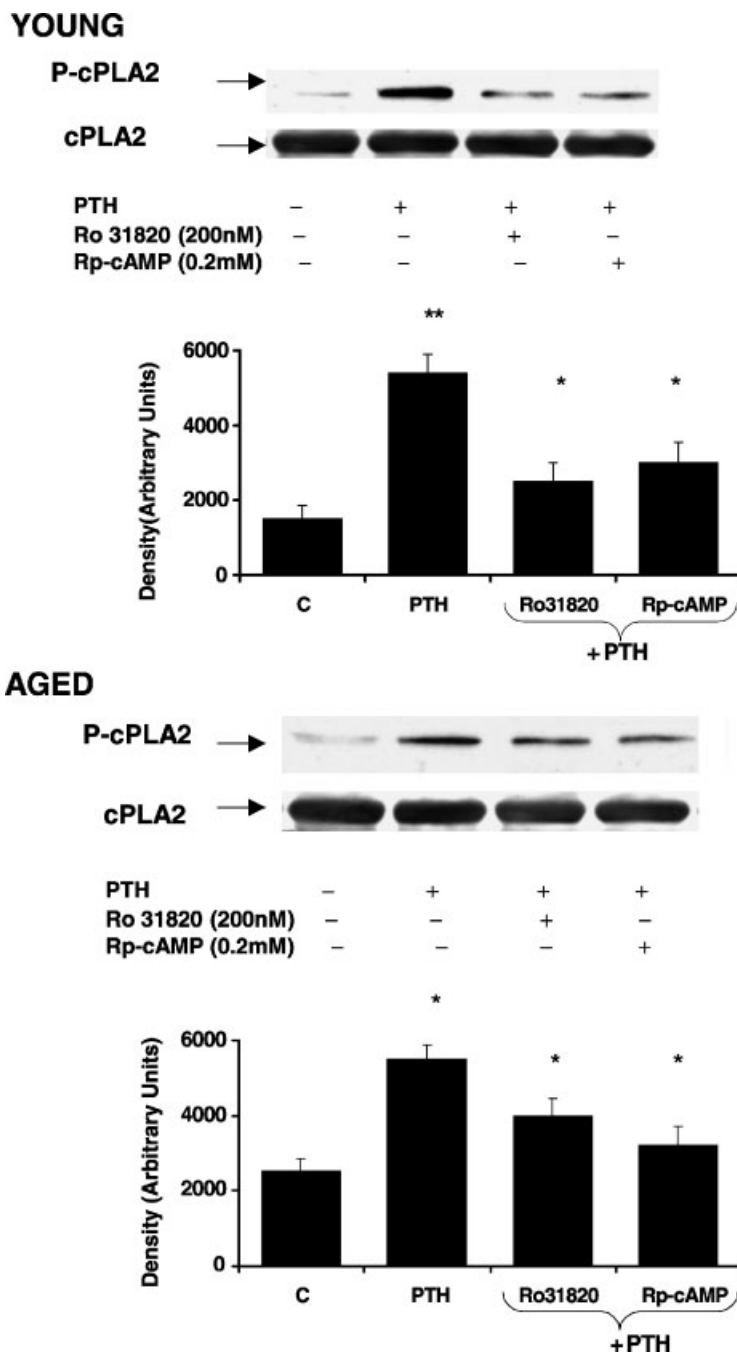 YOUNG
P-cPLA2
cPLA2
PTH – + + +
Ro 31820 (200nM) – – + –
Rp-cAMP (0.2mM) – – – +
**
* *
6000
4000
2000
0
Density(Arbitrary Units)
C PTH Ro31820 Rp-cAMP
+PTH
AGED
P-cPLA2
cPLA2
PTH – + + +
Ro 31820 (200nM) – – + –
Rp-cAMP (0.2mM) – – – +
*
* *
6000
4000
2000
0
Density (Arbitrary Units)
C PTH Ro31820 Rp-cAMP
+PTH